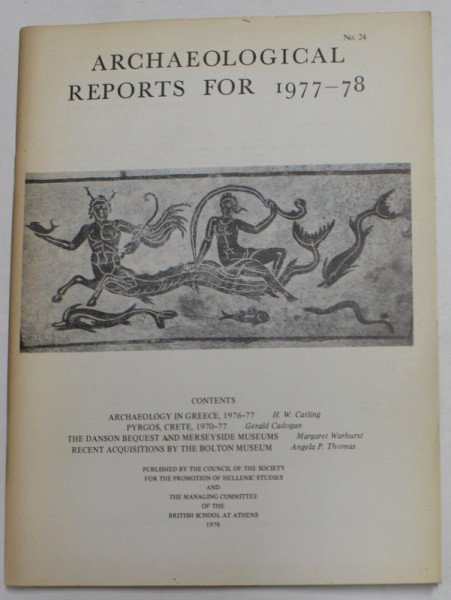 No. 24
ARCHAEOLOGICAL
REPORTS FOR 1977–78
CONTENTS
ARCHAEOLOGY IN GREECE, 1976–77 H. W. Catling
PYRGOS, CRETE, 1970–77 Gerald Cadogan
THE DANSON BEQUEST AND MERSEYSIDE MUSEUMS Margaret Warhurst
RECENT ACQUISITIONS BY THE BOLTON MUSEUM Angela P. Thomas
PUBLISHED BY THE COUNCIL OF THE SOCIETY
FOR THE PROMOTION OF HELLENIC STUDIES
AND
THE MANAGING COMMITTEE
OF THE
BRITISH SCHOOL AT ATHENS
1978